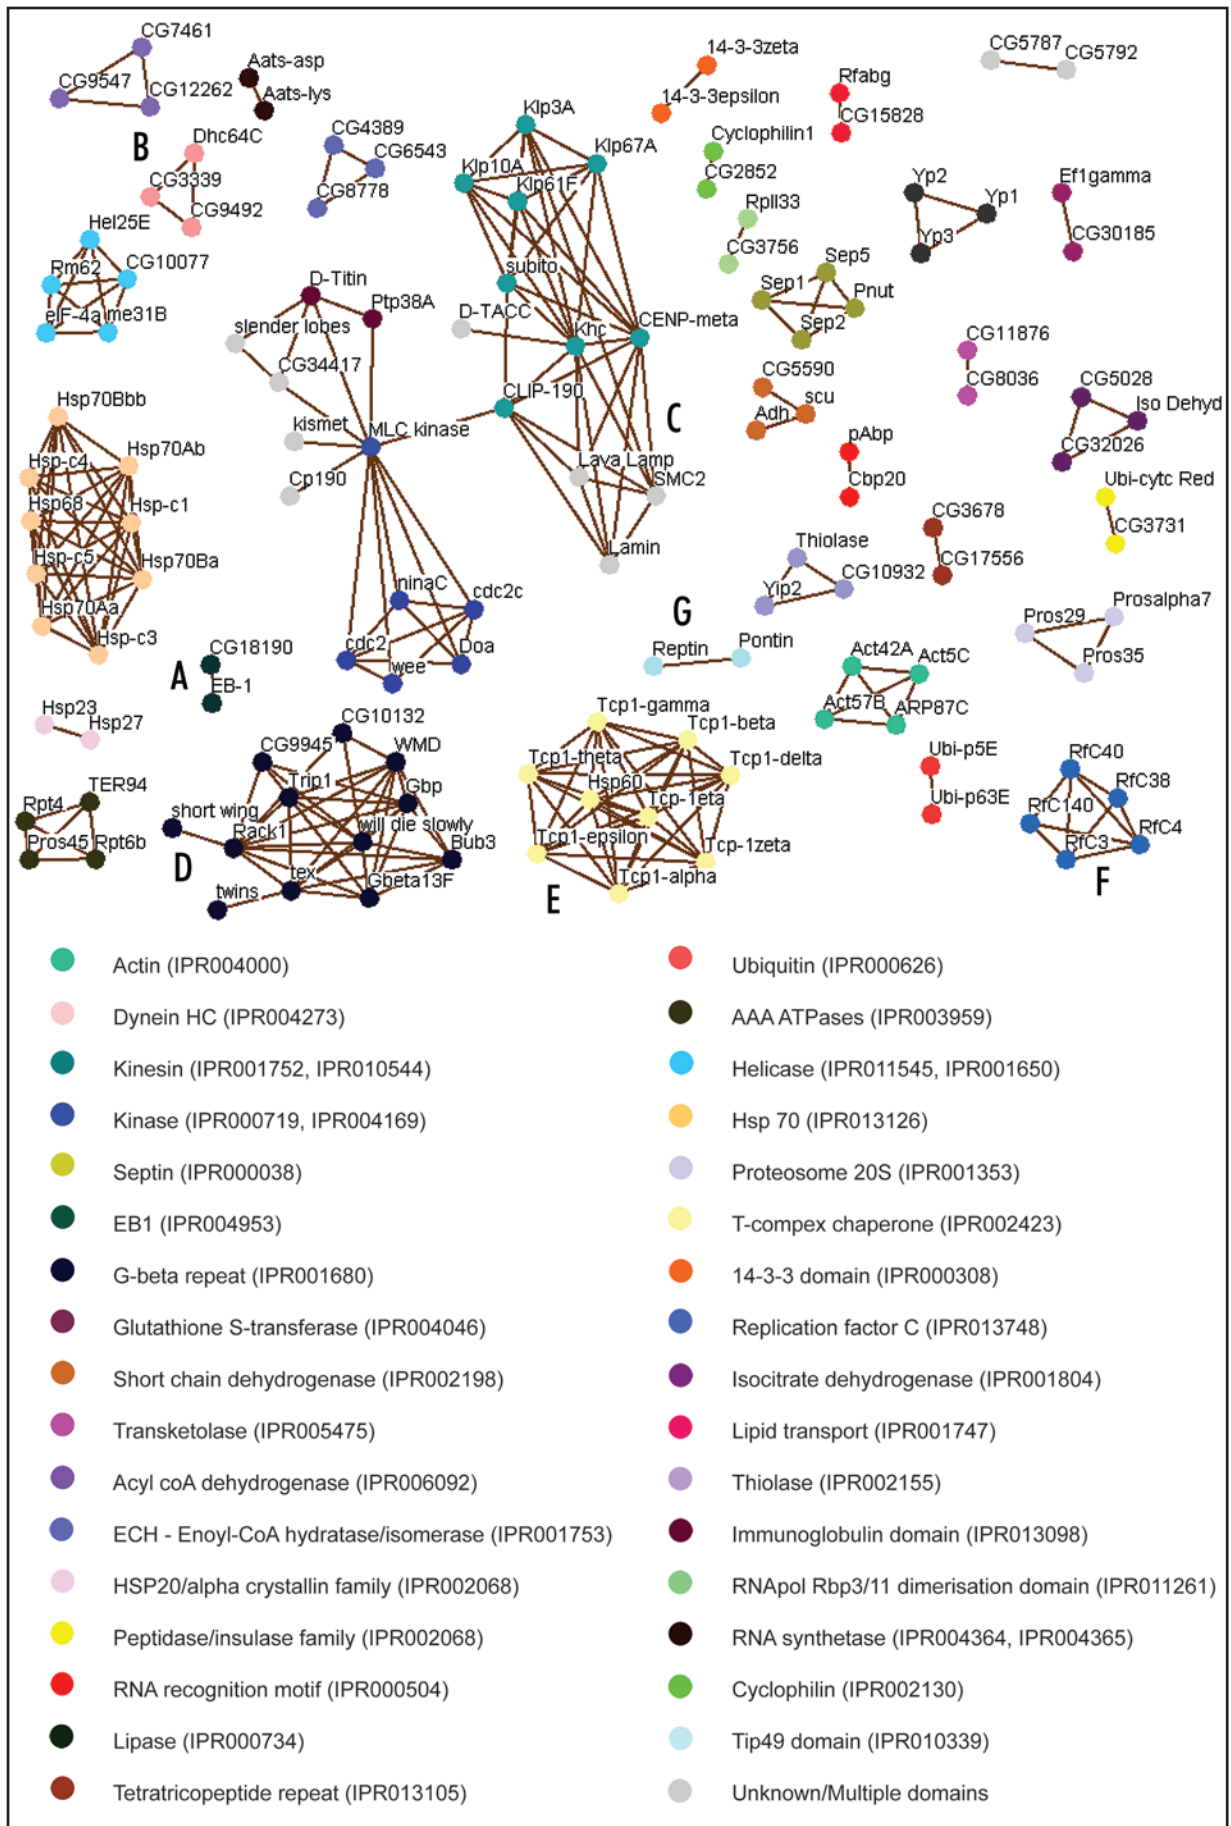 CG7461
CG9547
CG12262
B
Aats-asp
Aats-lys
Dhc64C
CG3339
CG9492
CG4389
CG6543
CG8778
Hel25E
Rm62
CG10077
eIF-4a
me31B
Klp3A
Klp67A
Klp10A
Klp61F
subito
D-TACC
Khc
CENP-meta
CLIP-190
C
Lava Lamp
SMC2
Lamin
14-3-3zeta
14-3-3epsilon
Rfabg
CG15828
CG5787
CG5792
Cyclophilin1
CG2852
RpII33
CG3756
Yp2
Yp1
Yp3
Ef1gamma
CG30185
Sep5
Sep1
Pnut
Sep2
CG11876
CG8036
CG5590
scu
Adh
CG5028
Iso Dehyd
CG32026
pAbp
Cbp20
Ubi-cytc Red
CG3731
CG3678
CG17556
Thiolase
CG10932
Yip2
G
Reptin
Pontin
Prosalpha7
Pros29
Pros35
D-Titin
Ptp38A
slender lobes
CG34417
kismet
MLC kinase
Cp190
ninaC
cdc2c
cdc2
Doa
wee
Hsp70Bbb
Hsp70Ab
Hsp-c4
Hsp68
Hsp-c1
Hsp-c5
Hsp70Ba
Hsp70Aa
Hsp-c3
A
CG18190
EB-1
Hsp23
Hsp27
TER94
Rpt4
Pros45
Rpt6b
CG10132
CG9945
WMD
Trip1
Gbp
short wing
Rack1
will die slowly
Bub3
D
tex
Gbeta13F
twins
Tcp1-gamma
Tcp1-beta
Tcp1-theta
Tcp1-delta
Hsp60
Tcp-1eta
Tcp1-epsilon
Tcp-1zeta
Tcp1-alpha
E
Act42A
Act5C
Act57B
ARP87C
Ubi-p5E
Ubi-p63E
RfC40
RfC38
RfC140
RfC4
RfC3
F
Actin (IPR004000)
Dynein HC (IPR004273)
Kinesin (IPR001752, IPR010544)
Kinase (IPR000719, IPR004169)
Septin (IPR000038)
EB1 (IPR004953)
G-beta repeat (IPR001680)
Glutathione S-transferase (IPR004046)
Short chain dehydrogenase (IPR002198)
Transketolase (IPR005475)
Acyl coA dehydrogenase (IPR006092)
ECH - Enoyl-CoA hydratase/isomerase (IPR001753)
HSP20/alpha crystallin family (IPR002068)
Peptidase/insulase family (IPR002068)
RNA recognition motif (IPR000504)
Lipase (IPR000734)
Tetratricopeptide repeat (IPR013105)
Ubiquitin (IPR000626)
AAA ATPases (IPR003959)
Helicase (IPR011545, IPR001650)
Hsp 70 (IPR013126)
Proteosome 20S (IPR001353)
T-compex chaperone (IPR002423)
14-3-3 domain (IPR000308)
Replication factor C (IPR013748)
Isocitrate dehydrogenase (IPR001804)
Lipid transport (IPR001747)
Thiolase (IPR002155)
Immunoglobulin domain (IPR013098)
RNApol Rbp3/11 dimerisation domain (IPR011261)
RNA synthetase (IPR004364, IPR004365)
Cyclophilin (IPR002130)
Tip49 domain (IPR010339)
Unknown/Multiple domains